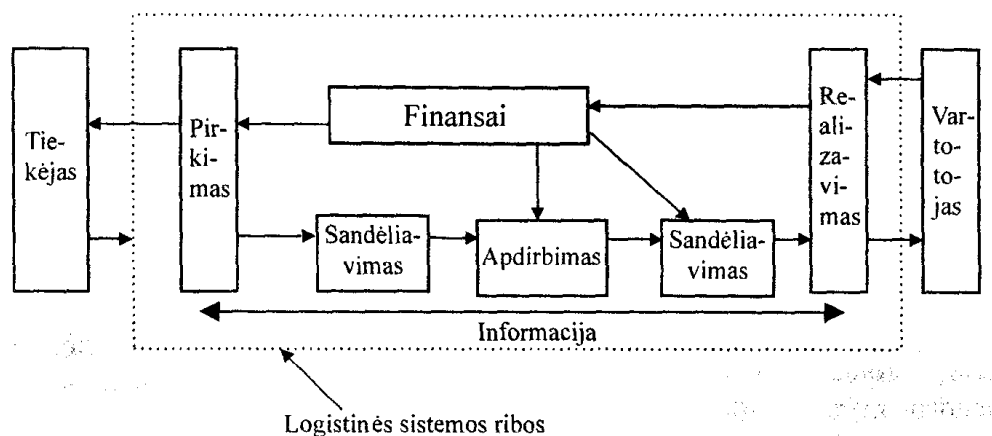 Tie-
kėjas
Pir-
ki-
mas
Finansai
Re-
ali-
za-
vi-
mas
Var-
to-
to-
jas
Sandėlia-
vimas
Apdirbimas
Sandėlia-
vimas
Informacija
Logistinės sistemos ribos